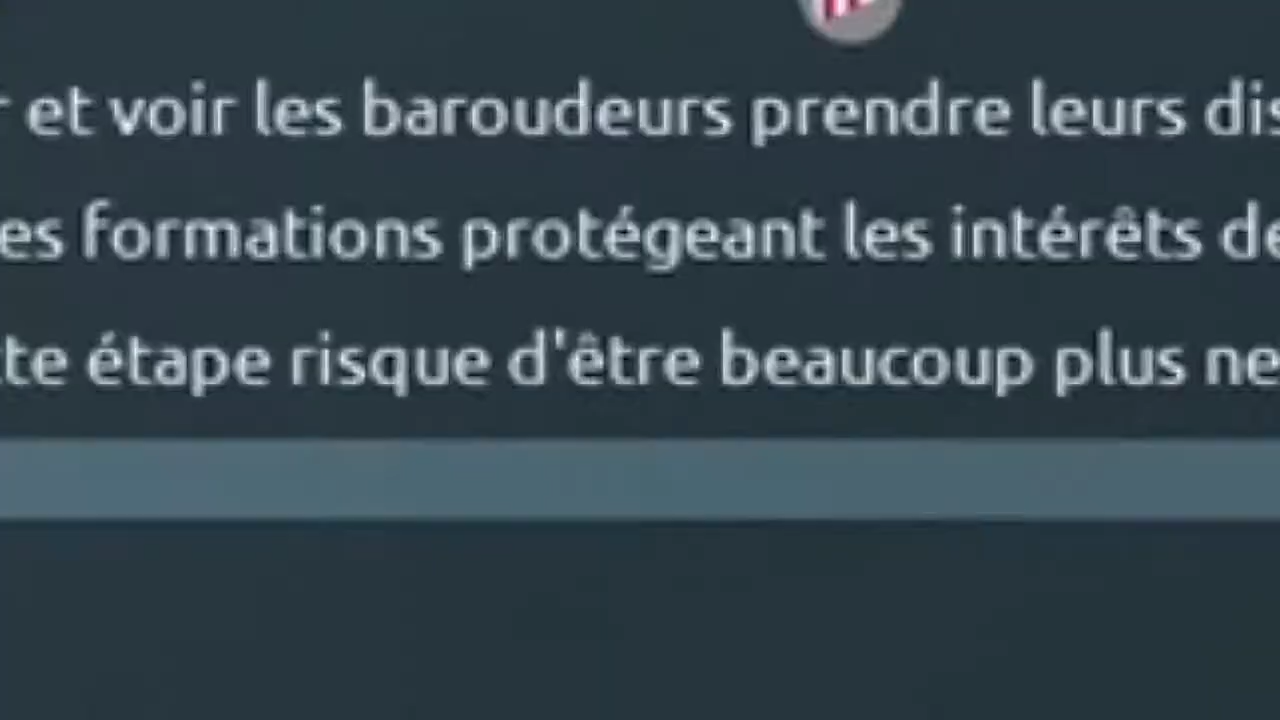 et voir les baroudeurs prendre leurs
formations protégeant les intérêts
étape risque d'être beaucoup plus